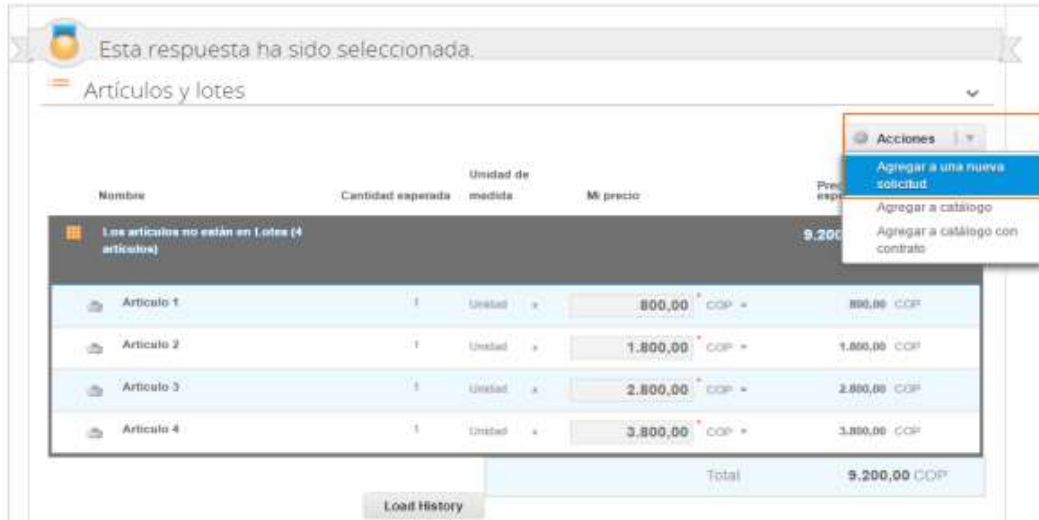 Esta respuesta ha sido seleccionada.
Artículos y lotes
Acciones
Agregar a una nueva
solicitud
Agregar a catálogo
Agregar a catálogo con
contrato
Nombre
Cantidad esperada
Unidad de
medida
Mi precio
Los artículos no están en Lotes (4
artículos)
9.200
Artículo 1 1 Unidad x 800,00 * COP = 800,00 COP
Artículo 2 1 Unidad x 1.800,00 * COP = 1.800,00 COP
Artículo 3 1 Unidad x 2.800,00 * COP = 2.800,00 COP
Artículo 4 1 Unidad x 3.800,00 * COP = 3.800,00 COP
Total 9.200,00 COP
Load History